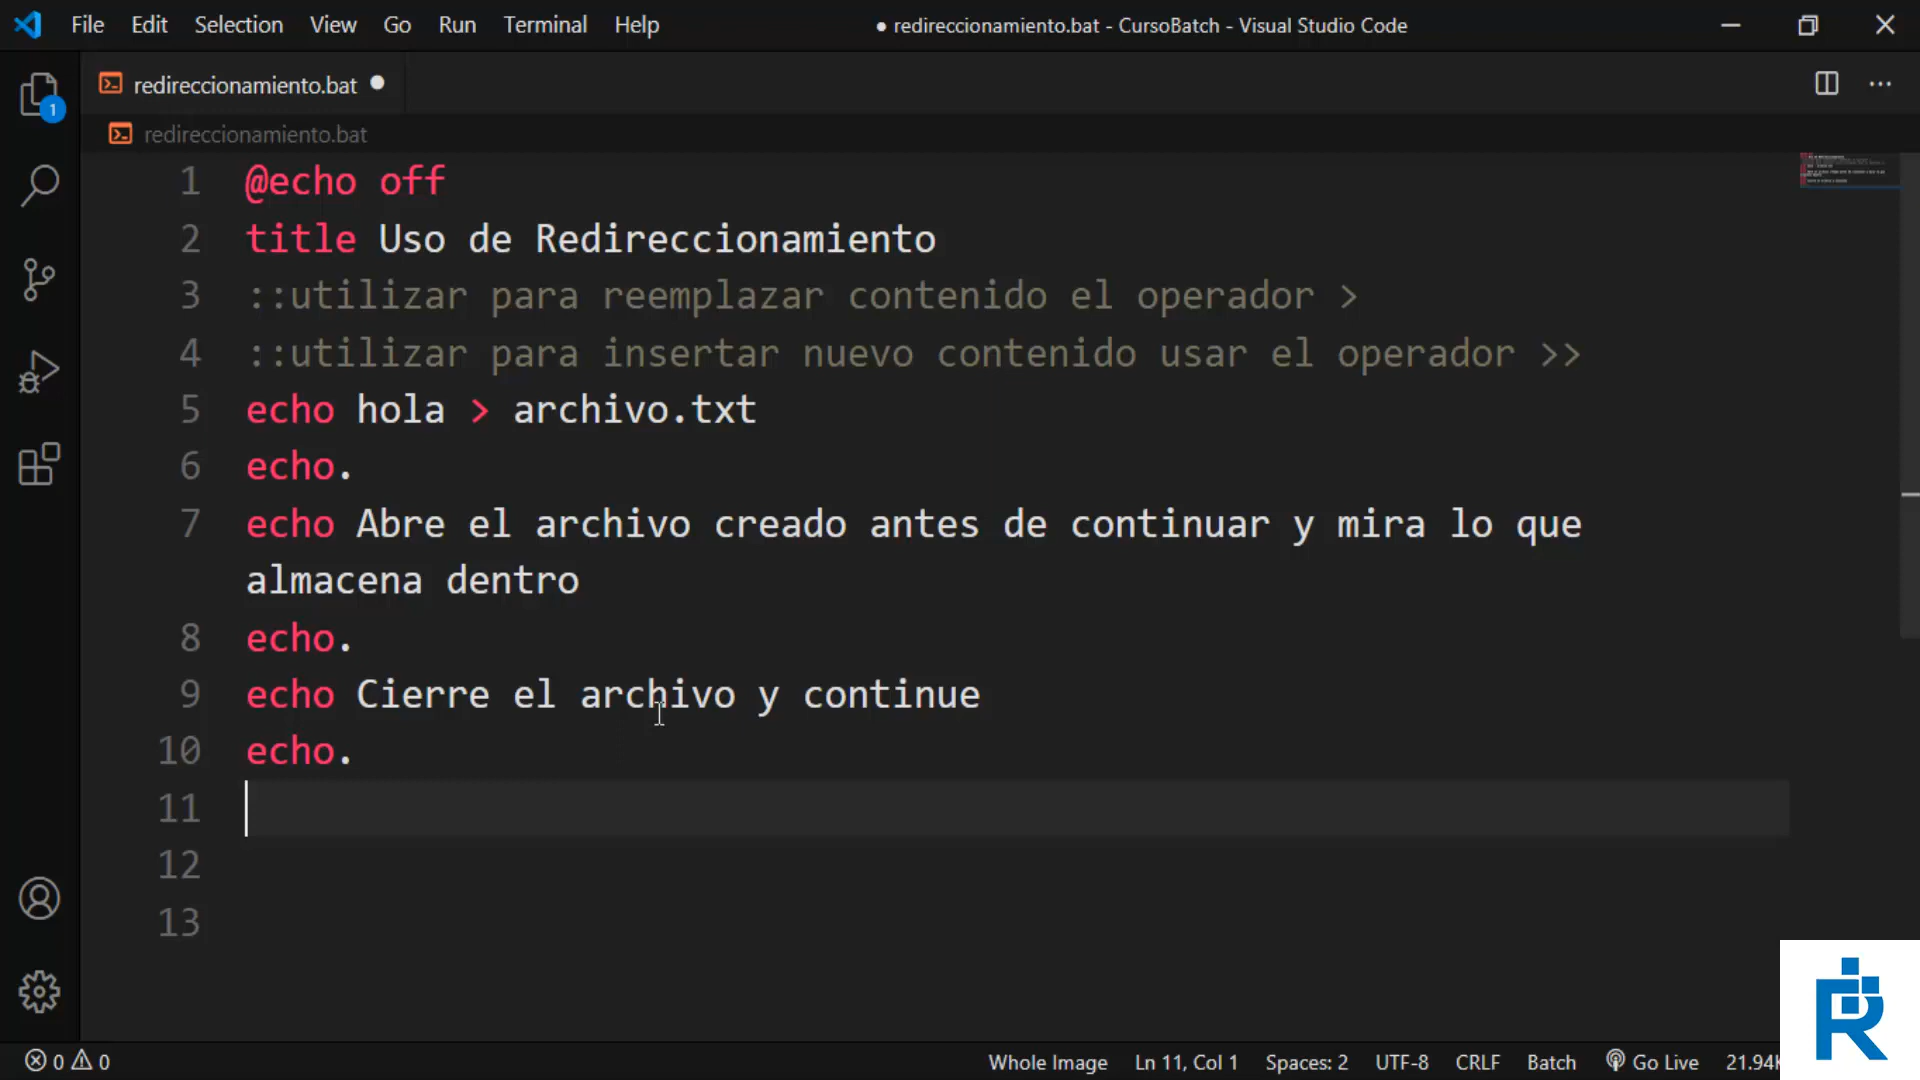 File Edit Selection View Go Run Terminal Help ● redireccionamiento.bat - CursoBatch - Visual Studio Code
redireccionamiento.bat
1
redireccionamiento.bat
1 @echo off
2 title Uso de Redireccionamiento
3 ::utilizar para reemplazar contenido el operador >
4 ::utilizar para insertar nuevo contenido usar el operador >>
5 echo hola > archivo.txt
6 echo.
7 echo Abre el archivo creado antes de continuar y mira lo que
almacena dentro
8 echo.
9 echo Cierre el archivo y continue
10 echo.
11
12
13
0 0 Whole Image Ln 11, Col 1 Spaces: 2 UTF-8 CRLF Batch Go Live